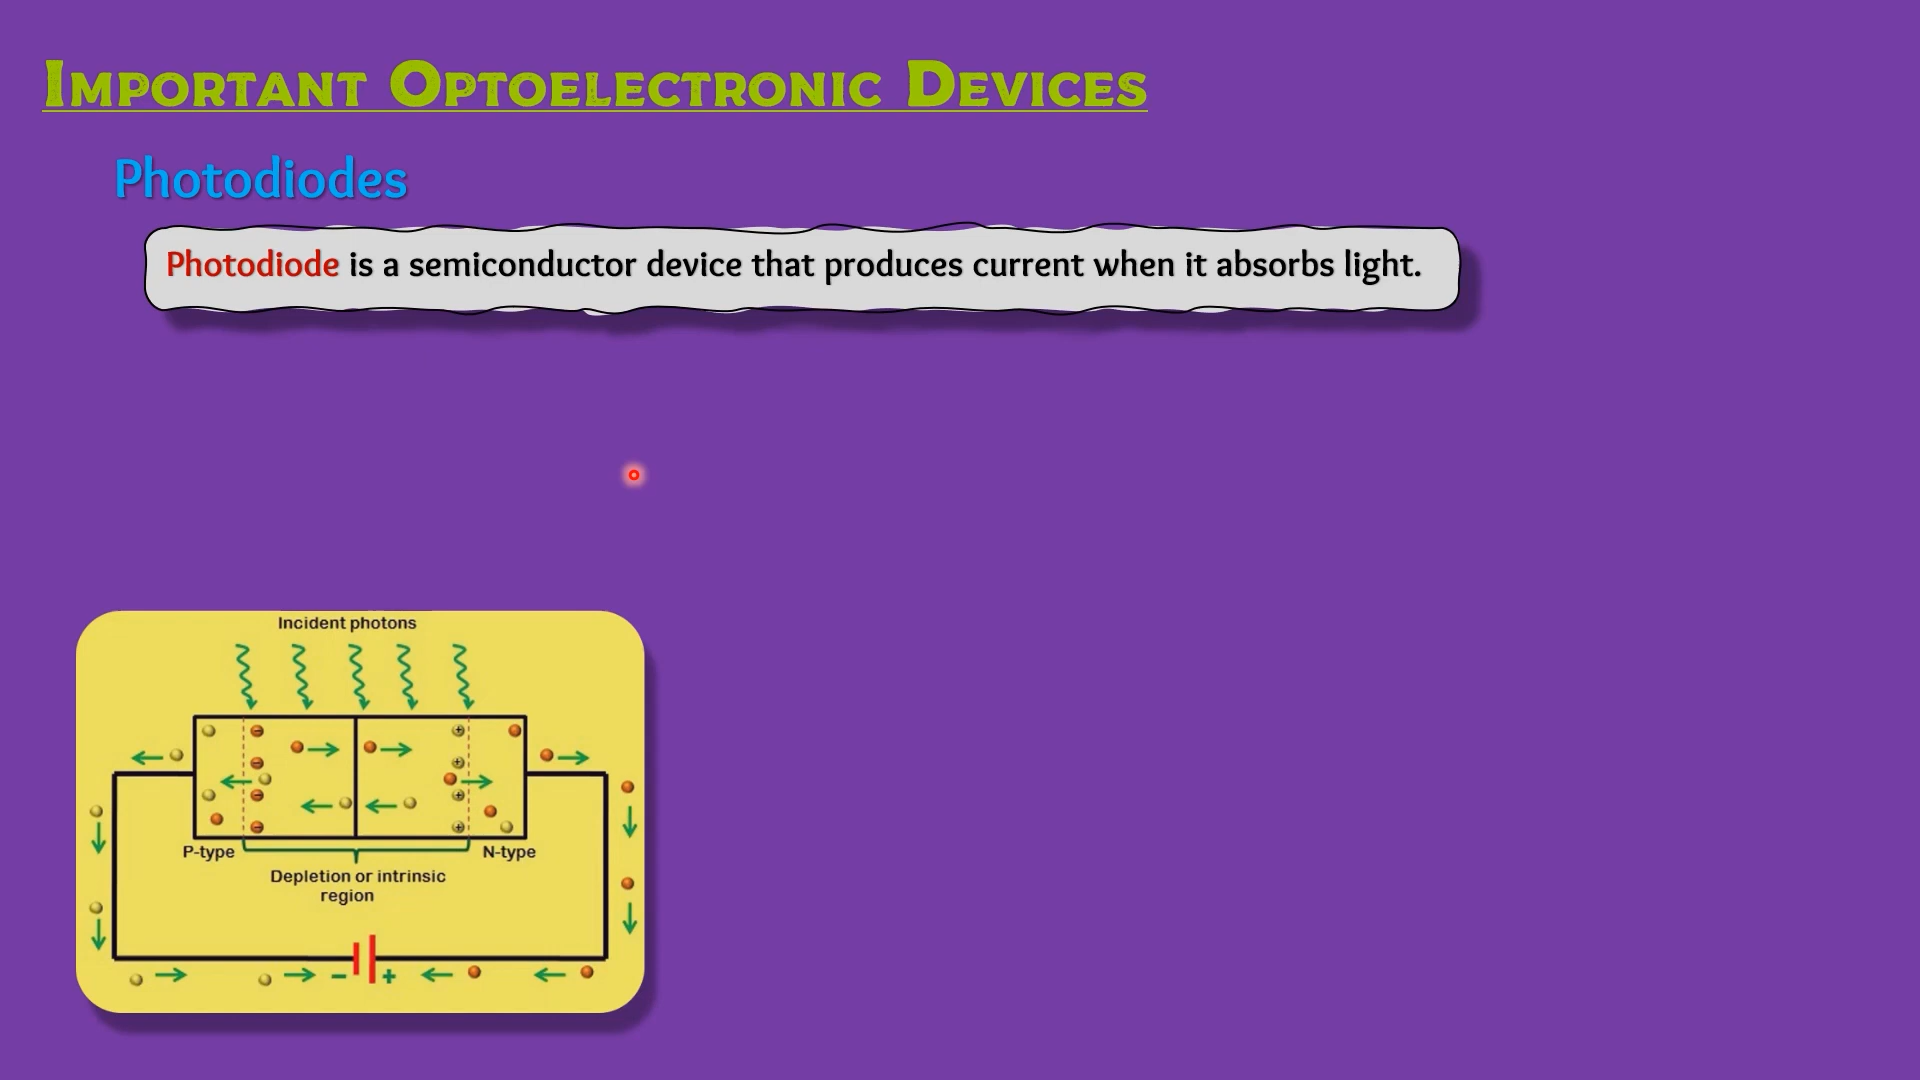 Important Optoelectronic Devices
Photodiodes
Photodiode is a semiconductor device that produces current when it absorbs light.
Incident photons
P-type
N-type
Depletion or intrinsic
region
− +